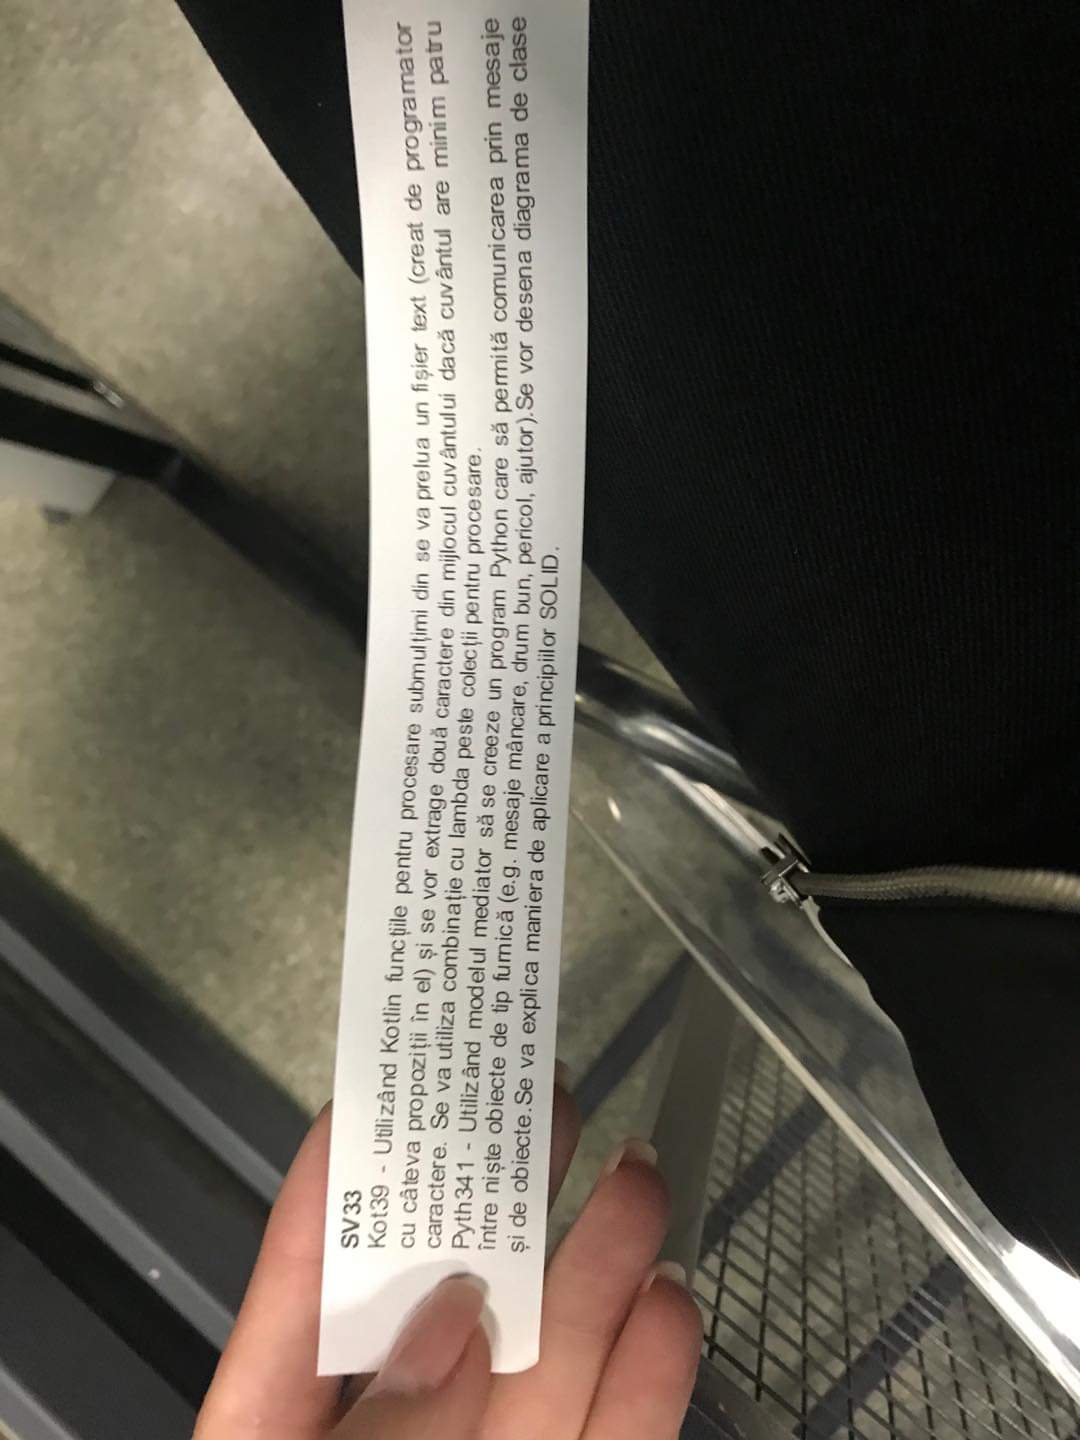 SV33
Kot39 - Utilizând Kotlin funcțiile pentru procesare submulțimi din se va prelua un fișier text (creat de programator
cu câteva propoziții în el) și se vor extrage două caractere din mijlocul cuvântului dacă cuvântul are minim patru
caractere. Se va utiliza combinație cu lambda peste colecții pentru procesare.
Pyth341 - Utilizând modelul mediator să se creeze un program Python care să permită comunicarea prin mesaje
între niște obiecte de tip furnică (e.g. mesaje mâncare, drum bun, pericol, ajutor).Se vor desena diagrama de clase
și de obiecte.Se va explica maniera de aplicare a principiilor SOLID.